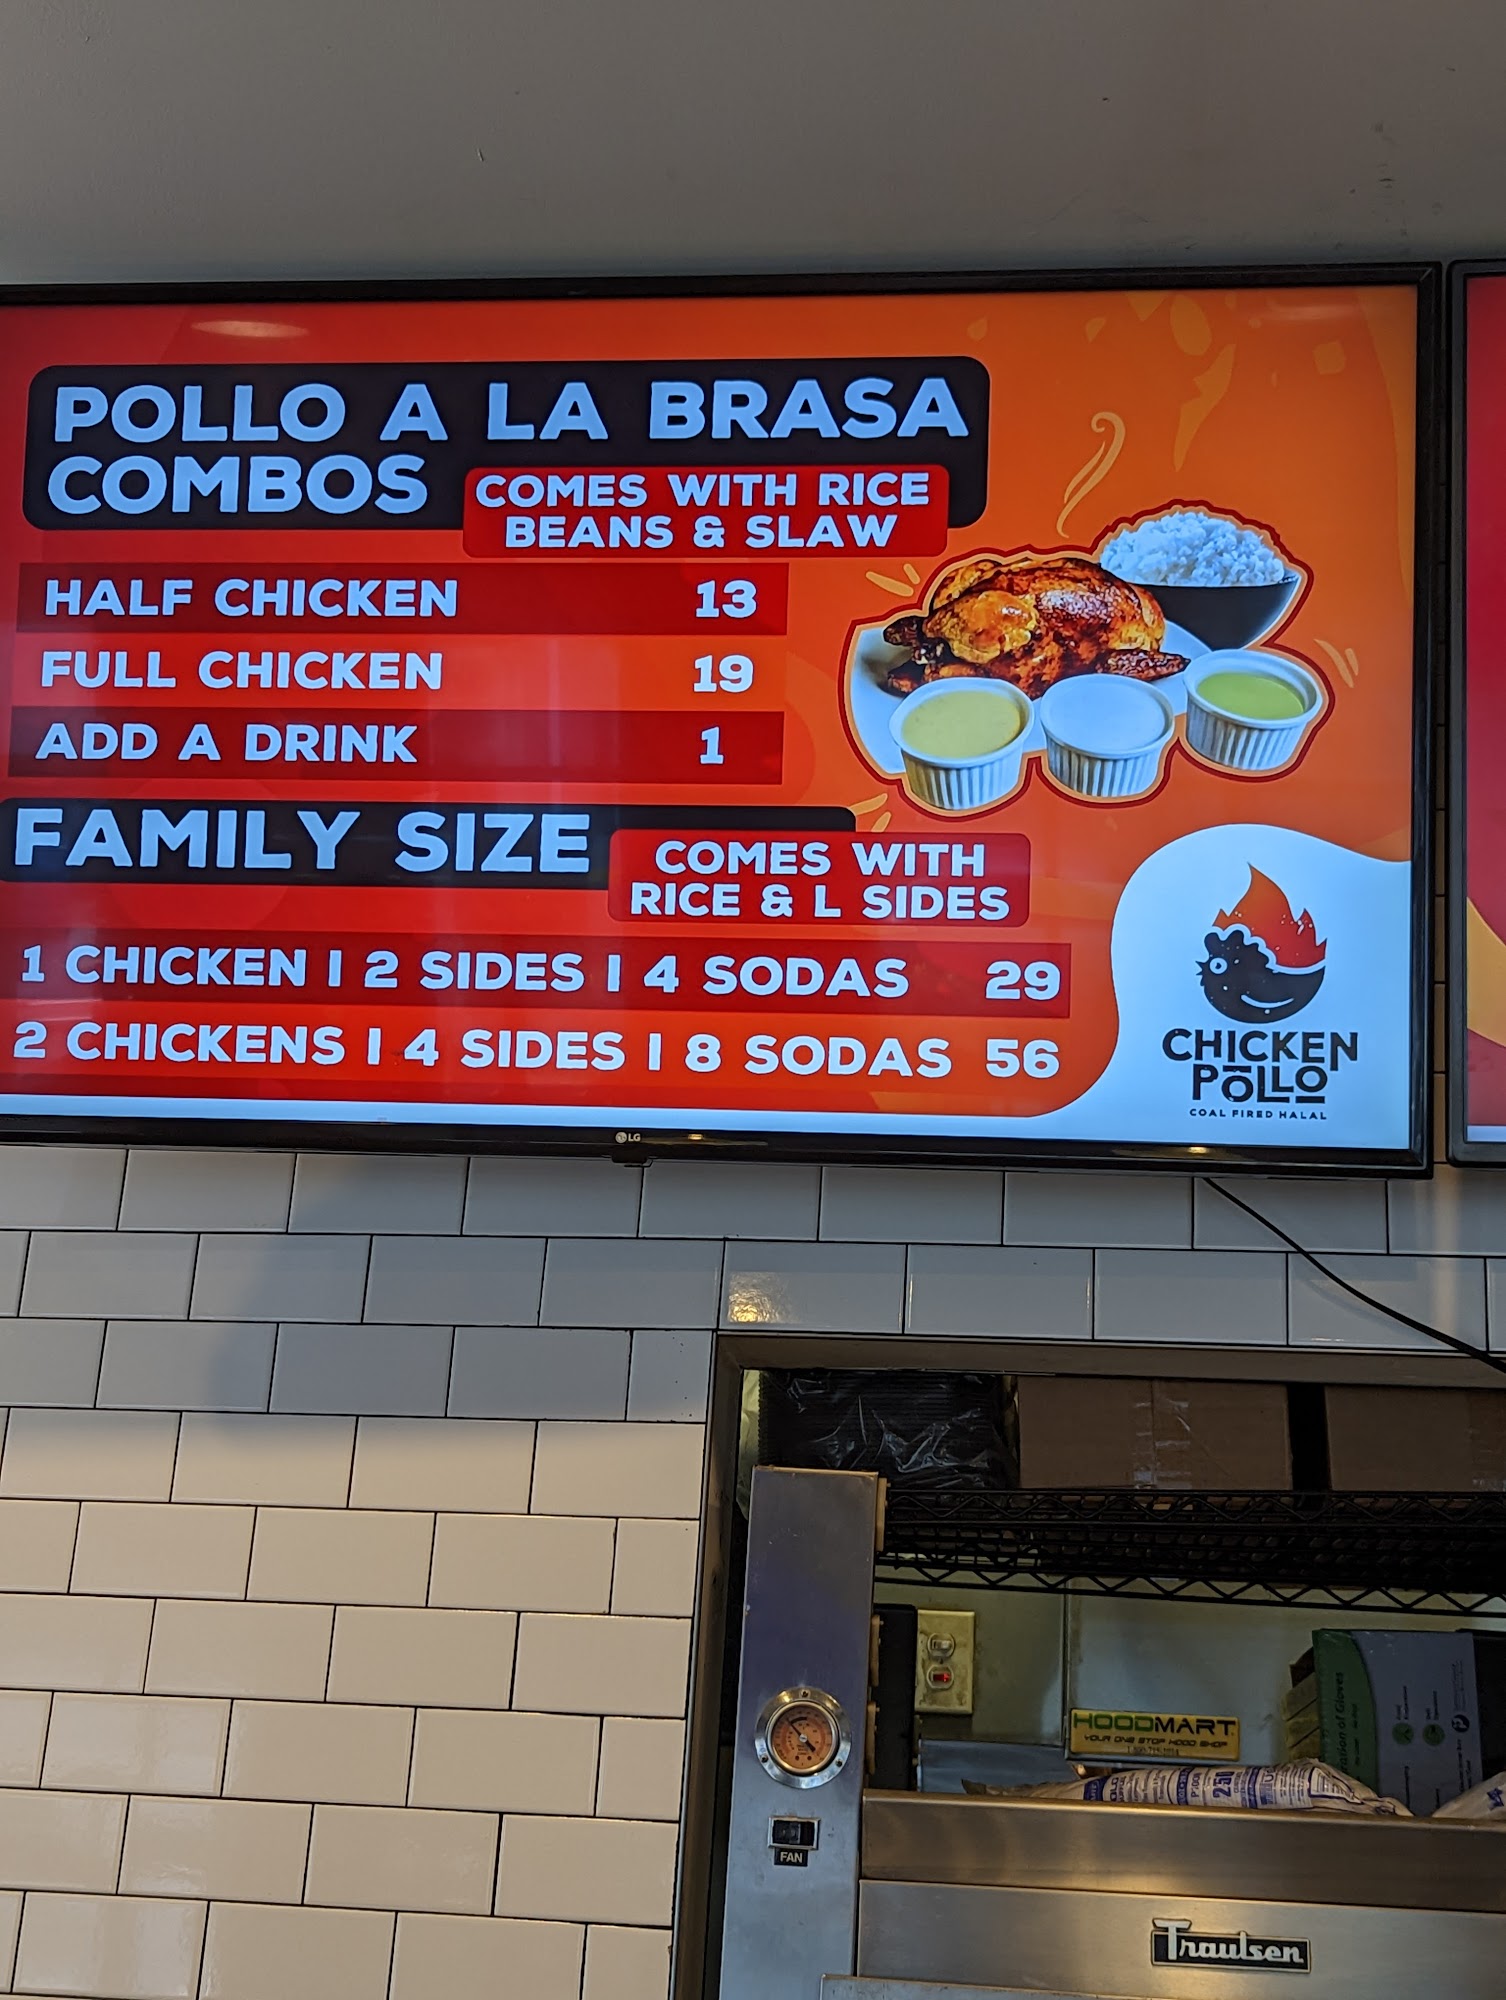 POLLO A LA BRASA
COMBOS
COMES WITH RICE
BEANS & SLAW
HALF CHICKEN 13
FULL CHICKEN 19
ADD A DRINK 1
FAMILY SIZE
COMES WITH
RICE & L SIDES
1 CHICKEN | 2 SIDES | 4 SODAS 29
2 CHICKENS | 4 SIDES | 8 SODAS 56
CHICKEN
POLLO
COAL FIRED HALAL
LG
HOODMART
YOUR ONE STOP HOOD SHOP
250
FAN
Traulsen